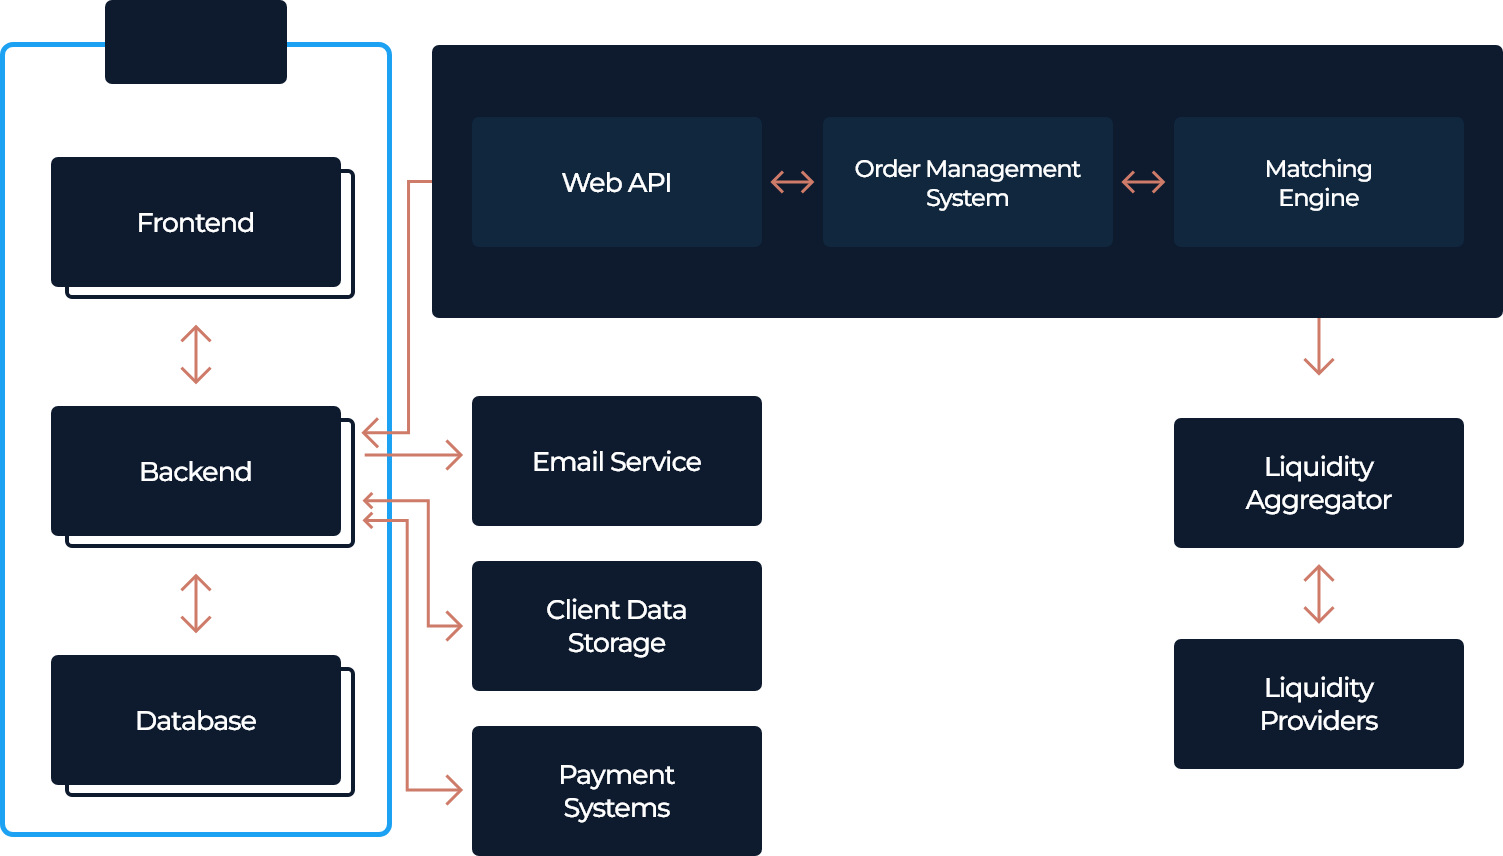 Frontend
Backend
Database
Web API
Order Management
System
Matching
Engine
Email Service
Client Data
Storage
Payment
Systems
Liquidity
Aggregator
Liquidity
Providers